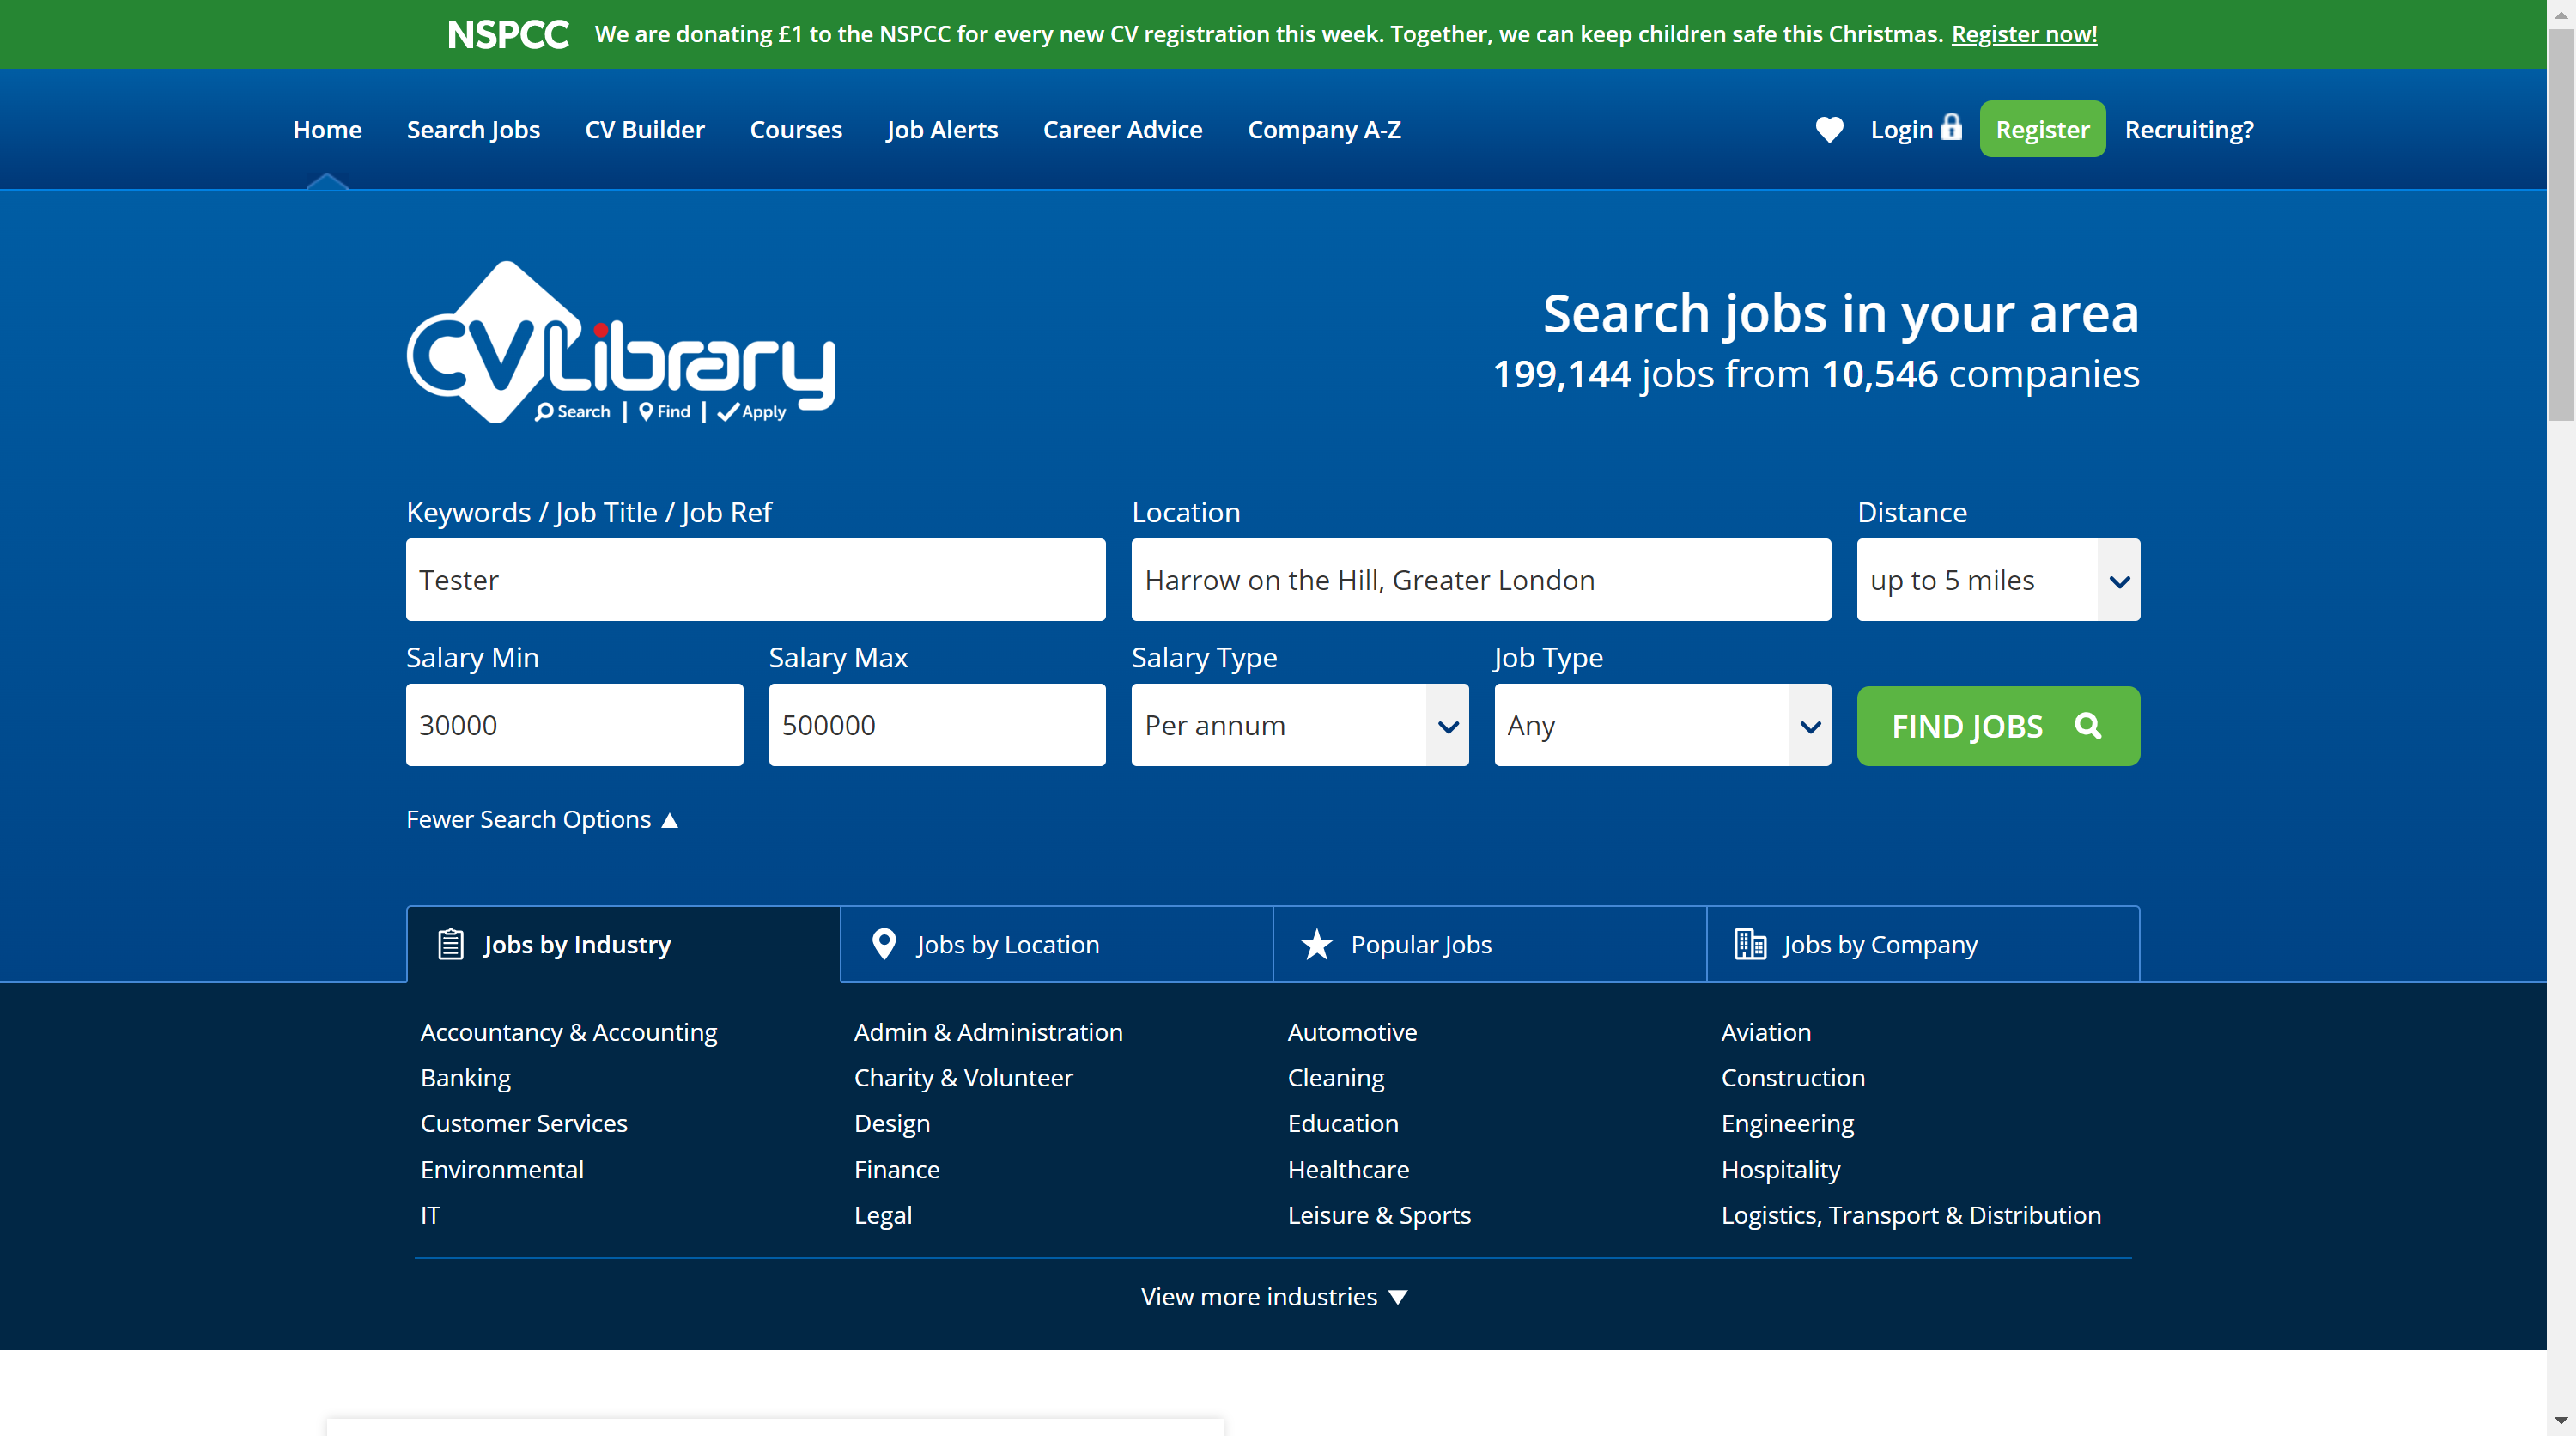 NSPCC We are donating £1 to the NSPCC for every new CV registration this week. Together, we can keep children safe this Christmas. Register now!
Home Search Jobs CV Builder Courses Job Alerts Career Advice Company A-Z Login Register Recruiting?
CV Library
Search | Find | Apply
Search jobs in your area
199,144 jobs from 10,546 companies
Keywords / Job Title / Job Ref Location Distance
Tester Harrow on the Hill, Greater London up to 5 miles
Salary Min Salary Max Salary Type Job Type
30000 500000 Per annum Any FIND JOBS
Fewer Search Options
Jobs by Industry Jobs by Location Popular Jobs Jobs by Company
Accountancy & Accounting Admin & Administration Automotive Aviation
Banking Charity & Volunteer Cleaning Construction
Customer Services Design Education Engineering
Environmental Finance Healthcare Hospitality
IT Legal Leisure & Sports Logistics, Transport & Distribution
View more industries